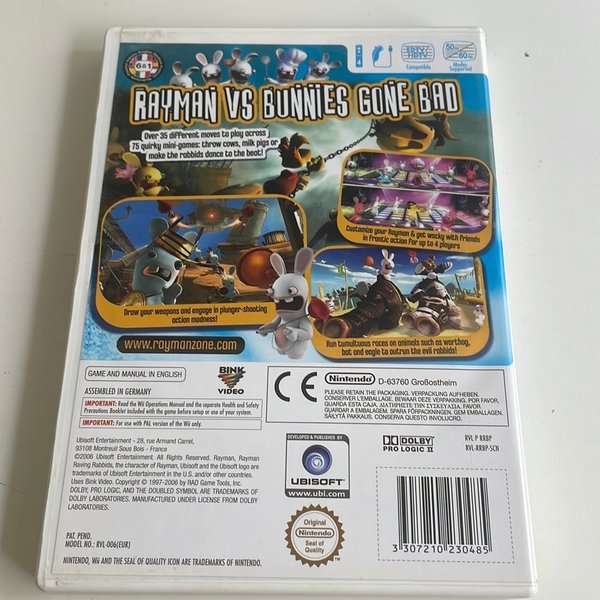 6 & 1
4
EDTV/HDTV
Compatible
50Hz 60Hz
Modes
Supported
RAYMAN VS BUNNIES GONE BAD
Over 35 different moves to play across
75 quirky mini-games: throw cows, milk pigs or
make the rabbids dance to the beat!
Customize your Rayman & get wacky with friends
in frantic action for up to 4 players
Draw your weapons and engage in plunger-shooting
action madness!
Run tumultuous races on animals such as warthog,
bat and eagle to outrun the evil rabbids!
www.raymanzone.com
GAME AND MANUAL IN ENGLISH
ASSEMBLED IN GERMANY
BINK
VIDEO
IMPORTANT: Read the Wii Operations Manual and the separate Health and Safety
Precautions Booklet included with the game before setup or use of your system.
IMPORTANT: For use with PAL version of the Wii only.
CE
Nintendo D-63760 Großostheim
PLEASE RETAIN THE PACKAGING. VERPACKUNG AUFHEBEN.
CONSERVER L'EMBALLAGE. BEWAAR DEZE VERPAKKING. POR FAVOR
GUARDA ESTA CAJA. ΔΙΑΤΗΡΕΙΣΤΕ ΤΗΝ ΣΥΣΚΕΥΑΣΙΑ. FAVOR
GUARDAR A EMBALAGEM. SPARA FÖRPACKNINGEN. GEM EMBALLAGEN.
SÄILYTÄ PAKKAUS. CONSERVATE QUESTO INVOLUCRO.
Ubisoft Entertainment - 28, rue Armand Carrel,
93108 Montreuil Sous Bois - France
©2006 Ubisoft Entertainment. All Rights Reserved. Rayman, Rayman
Raving Rabbids, the character of Rayman, Ubisoft and the Ubisoft logo are
trademarks of Ubisoft Entertainment in the U.S. and/or other countries.
Uses Bink Video. Copyright © 1997-2006 by RAD Game Tools, Inc.
DOLBY, PRO LOGIC, AND THE DOUBLED SYMBOL ARE TRADEMARKS OF
DOLBY LABORATORIES. MANUFACTURED UNDER LICENSE FROM DOLBY
LABORATORIES.
DEVELOPED & PUBLISHED BY
UBISOFT
www.ubi.com
DOLBY
PRO LOGIC II
RVL P RRBP
RVL-RRBP-SCN
Original
Nintendo
Seal of
Quality
PAT. PEND.
MODEL NO.: RVL-006(EUR)
3 307210 230485
NINTENDO, Wii AND THE SEAL OF QUALITY ICON ARE TRADEMARKS OF NINTENDO.